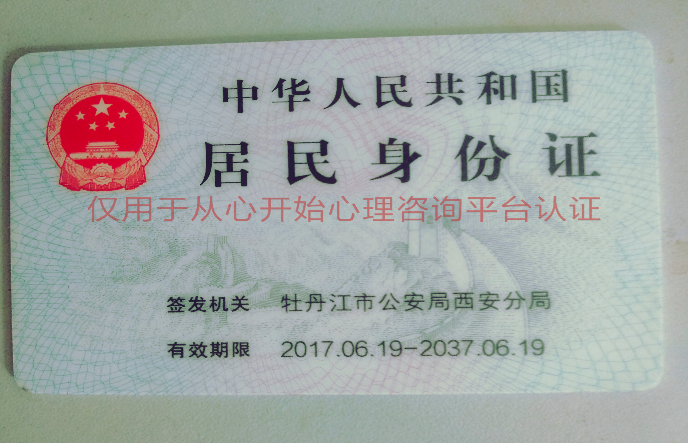 中华人民共和国
居民身份证
仅用于从心开始心理咨询平台认证
签发机关 牡丹江市公安局西安分局
有效期限 2017.06.19-2037.06.19